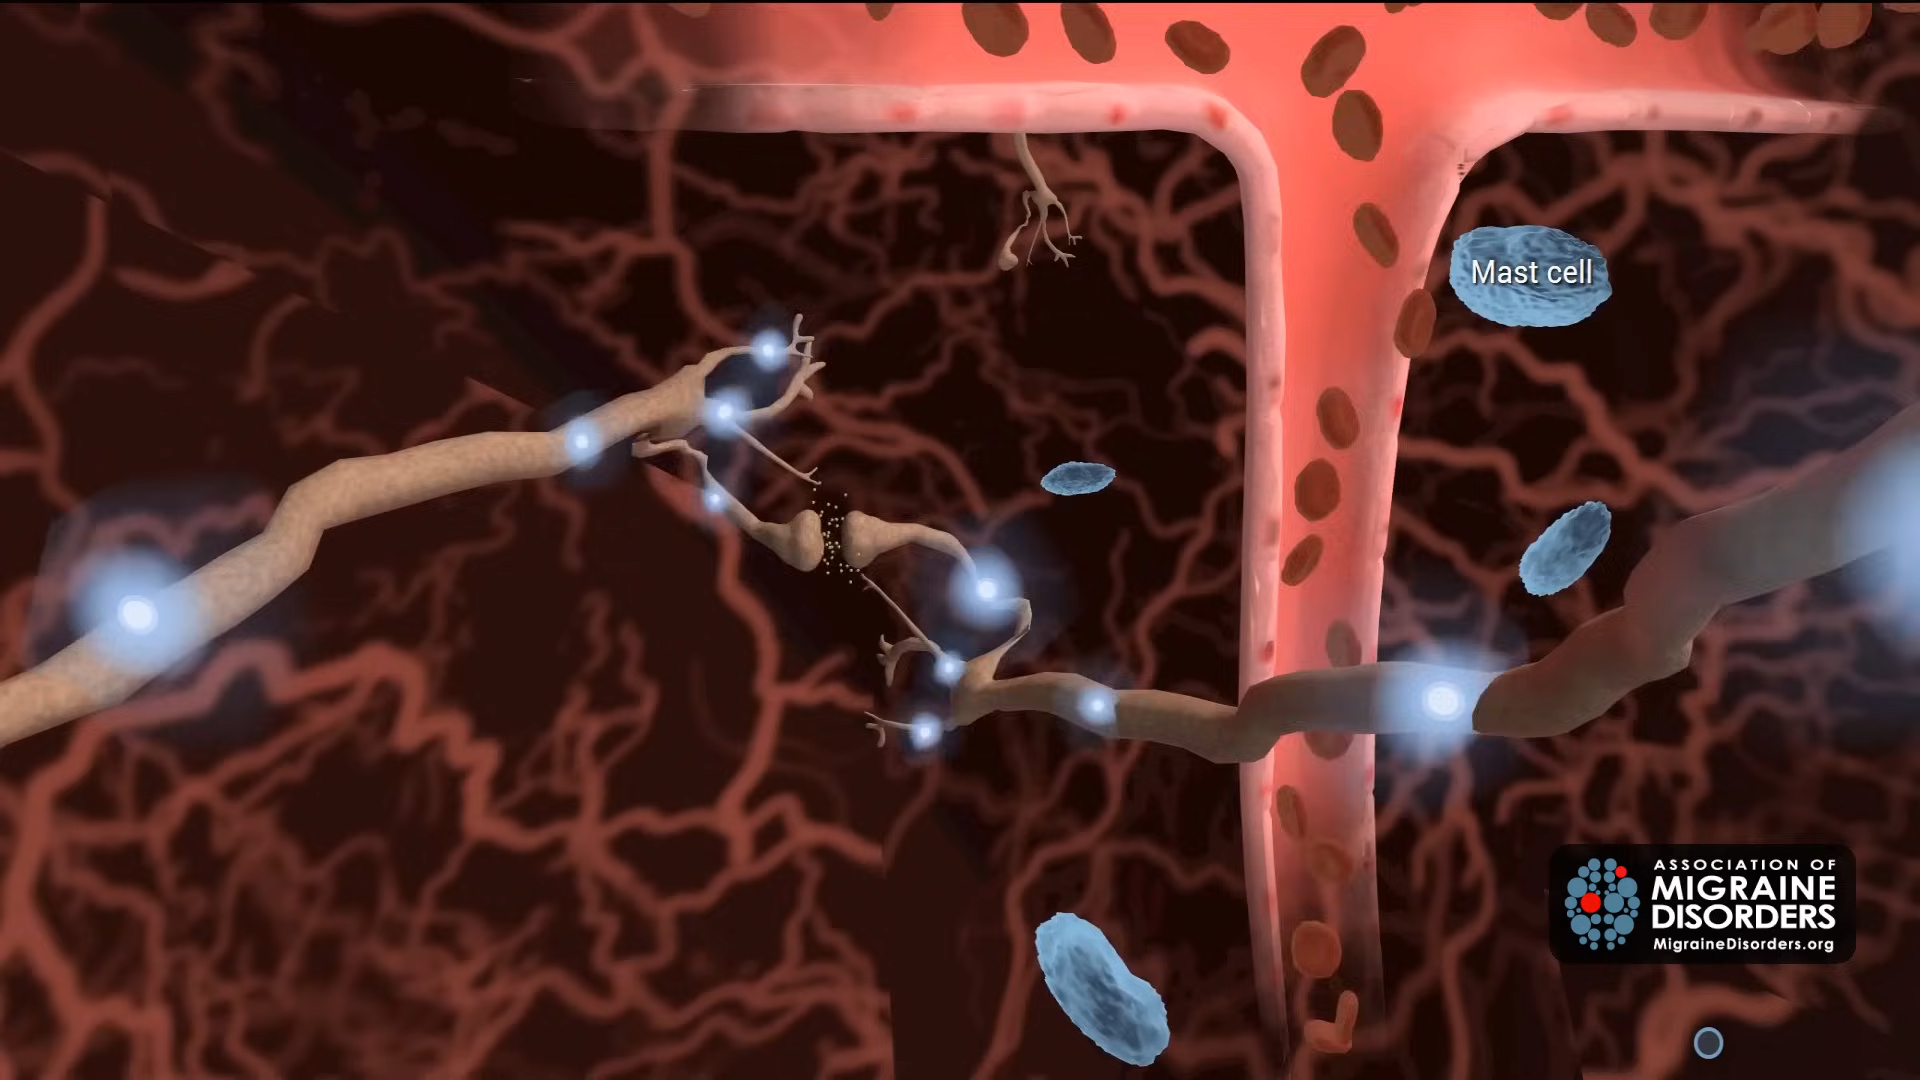 Mast cell
ASSOCIATION OF
MIGRAINE
DISORDERS
MigraineDisorders.org